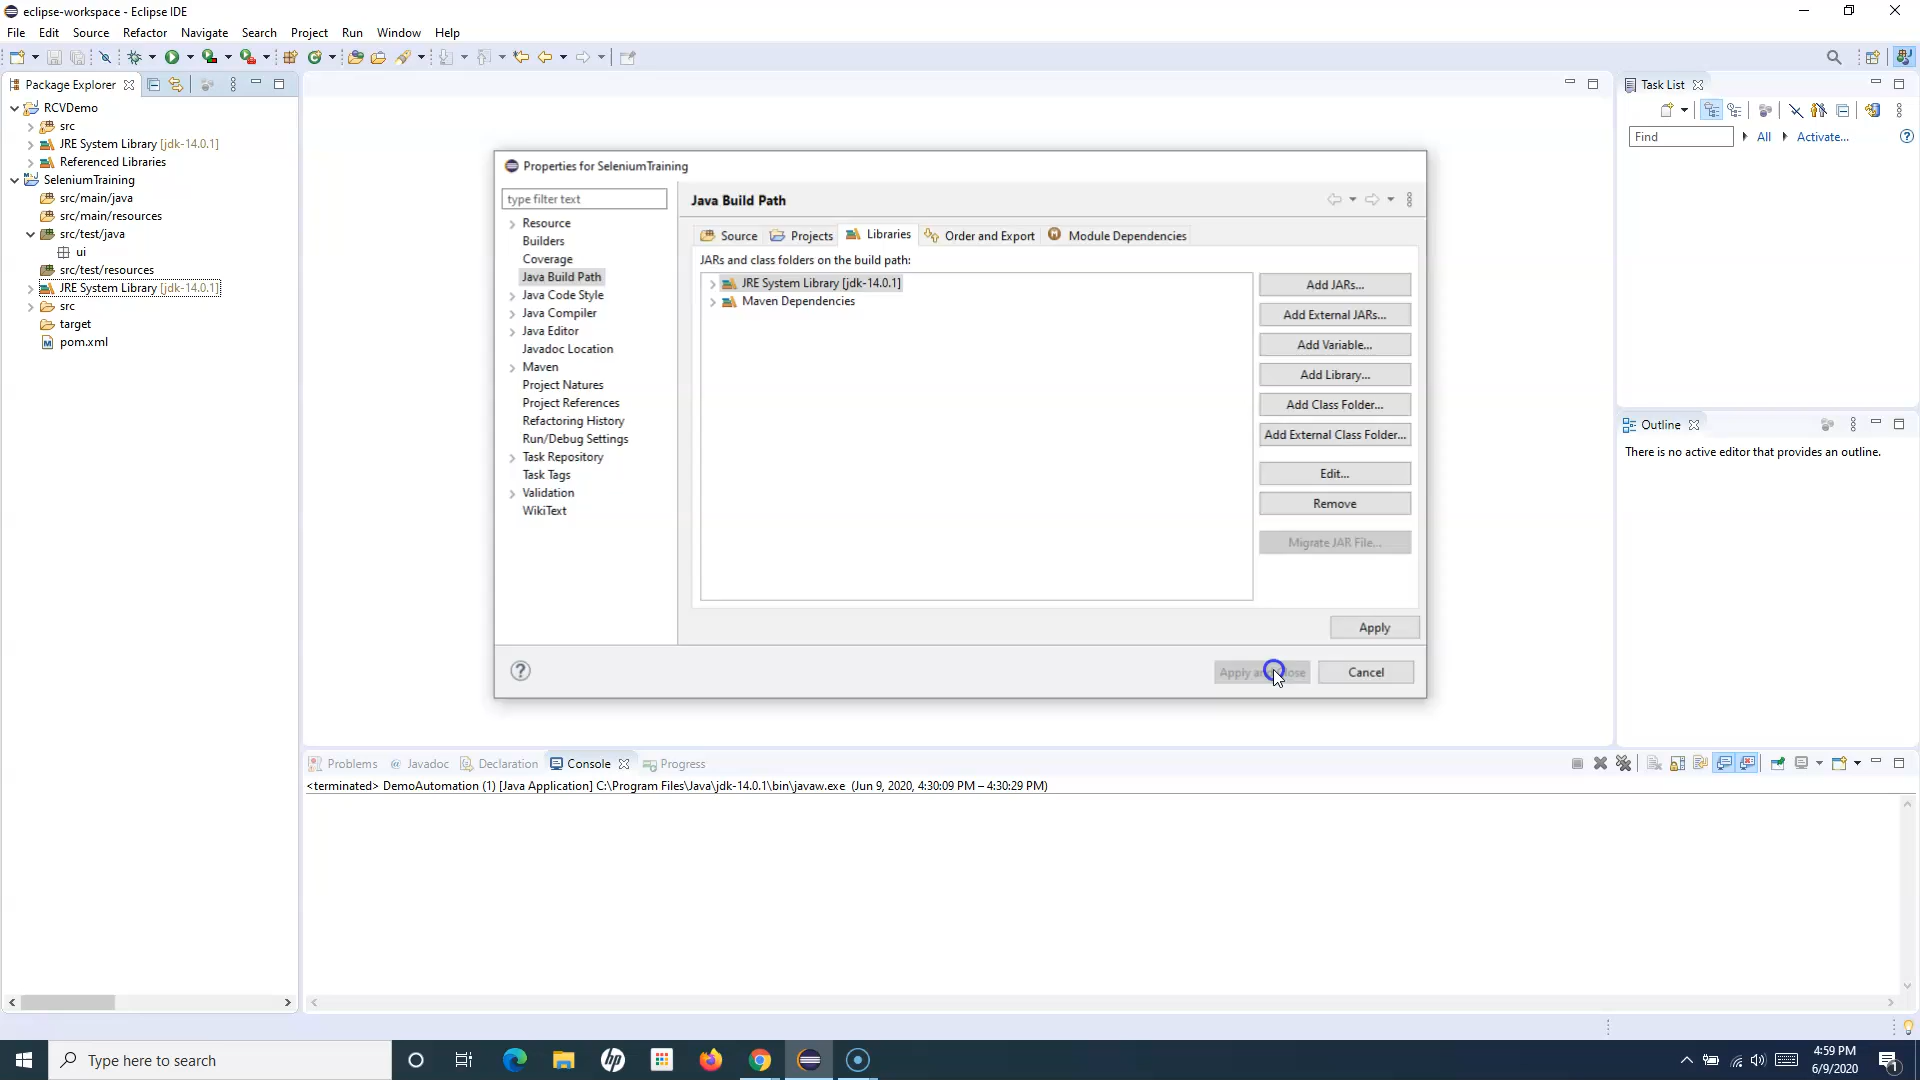 eclipse-workspace - Eclipse IDE
File Edit Source Refactor Navigate Search Project Run Window Help
Package Explorer
RCVDemo
src
JRE System Library [jdk-14.0.1]
Referenced Libraries
SeleniumTraining
src/main/java
src/main/resources
src/test/java
ui
src/test/resources
JRE System Library [jdk-14.0.1]
src
target
pom.xml
Properties for SeleniumTraining
type filter text
Resource
Builders
Coverage
Java Build Path
Java Code Style
Java Compiler
Java Editor
Javadoc Location
Maven
Project Natures
Project References
Refactoring History
Run/Debug Settings
Task Repository
Task Tags
Validation
WikiText
Java Build Path
Source Projects Libraries Order and Export Module Dependencies
JARs and class folders on the build path:
JRE System Library [jdk-14.0.1]
Maven Dependencies
Add JARs...
Add External JARs...
Add Variable...
Add Library...
Add Class Folder...
Add External Class Folder...
Edit...
Remove
Migrate JAR File...
Apply
Apply and Close Cancel
Task List
Find All Activate...
Outline
There is no active editor that provides an outline.
Problems Javadoc Declaration Console Progress
<terminated> DemoAutomation (1) [Java Application] C:\Program Files\Java\jdk-14.0.1\bin\javaw.exe (Jun 9, 2020, 4:30:09 PM – 4:30:29 PM)
Type here to search
4:59 PM
6/9/2020